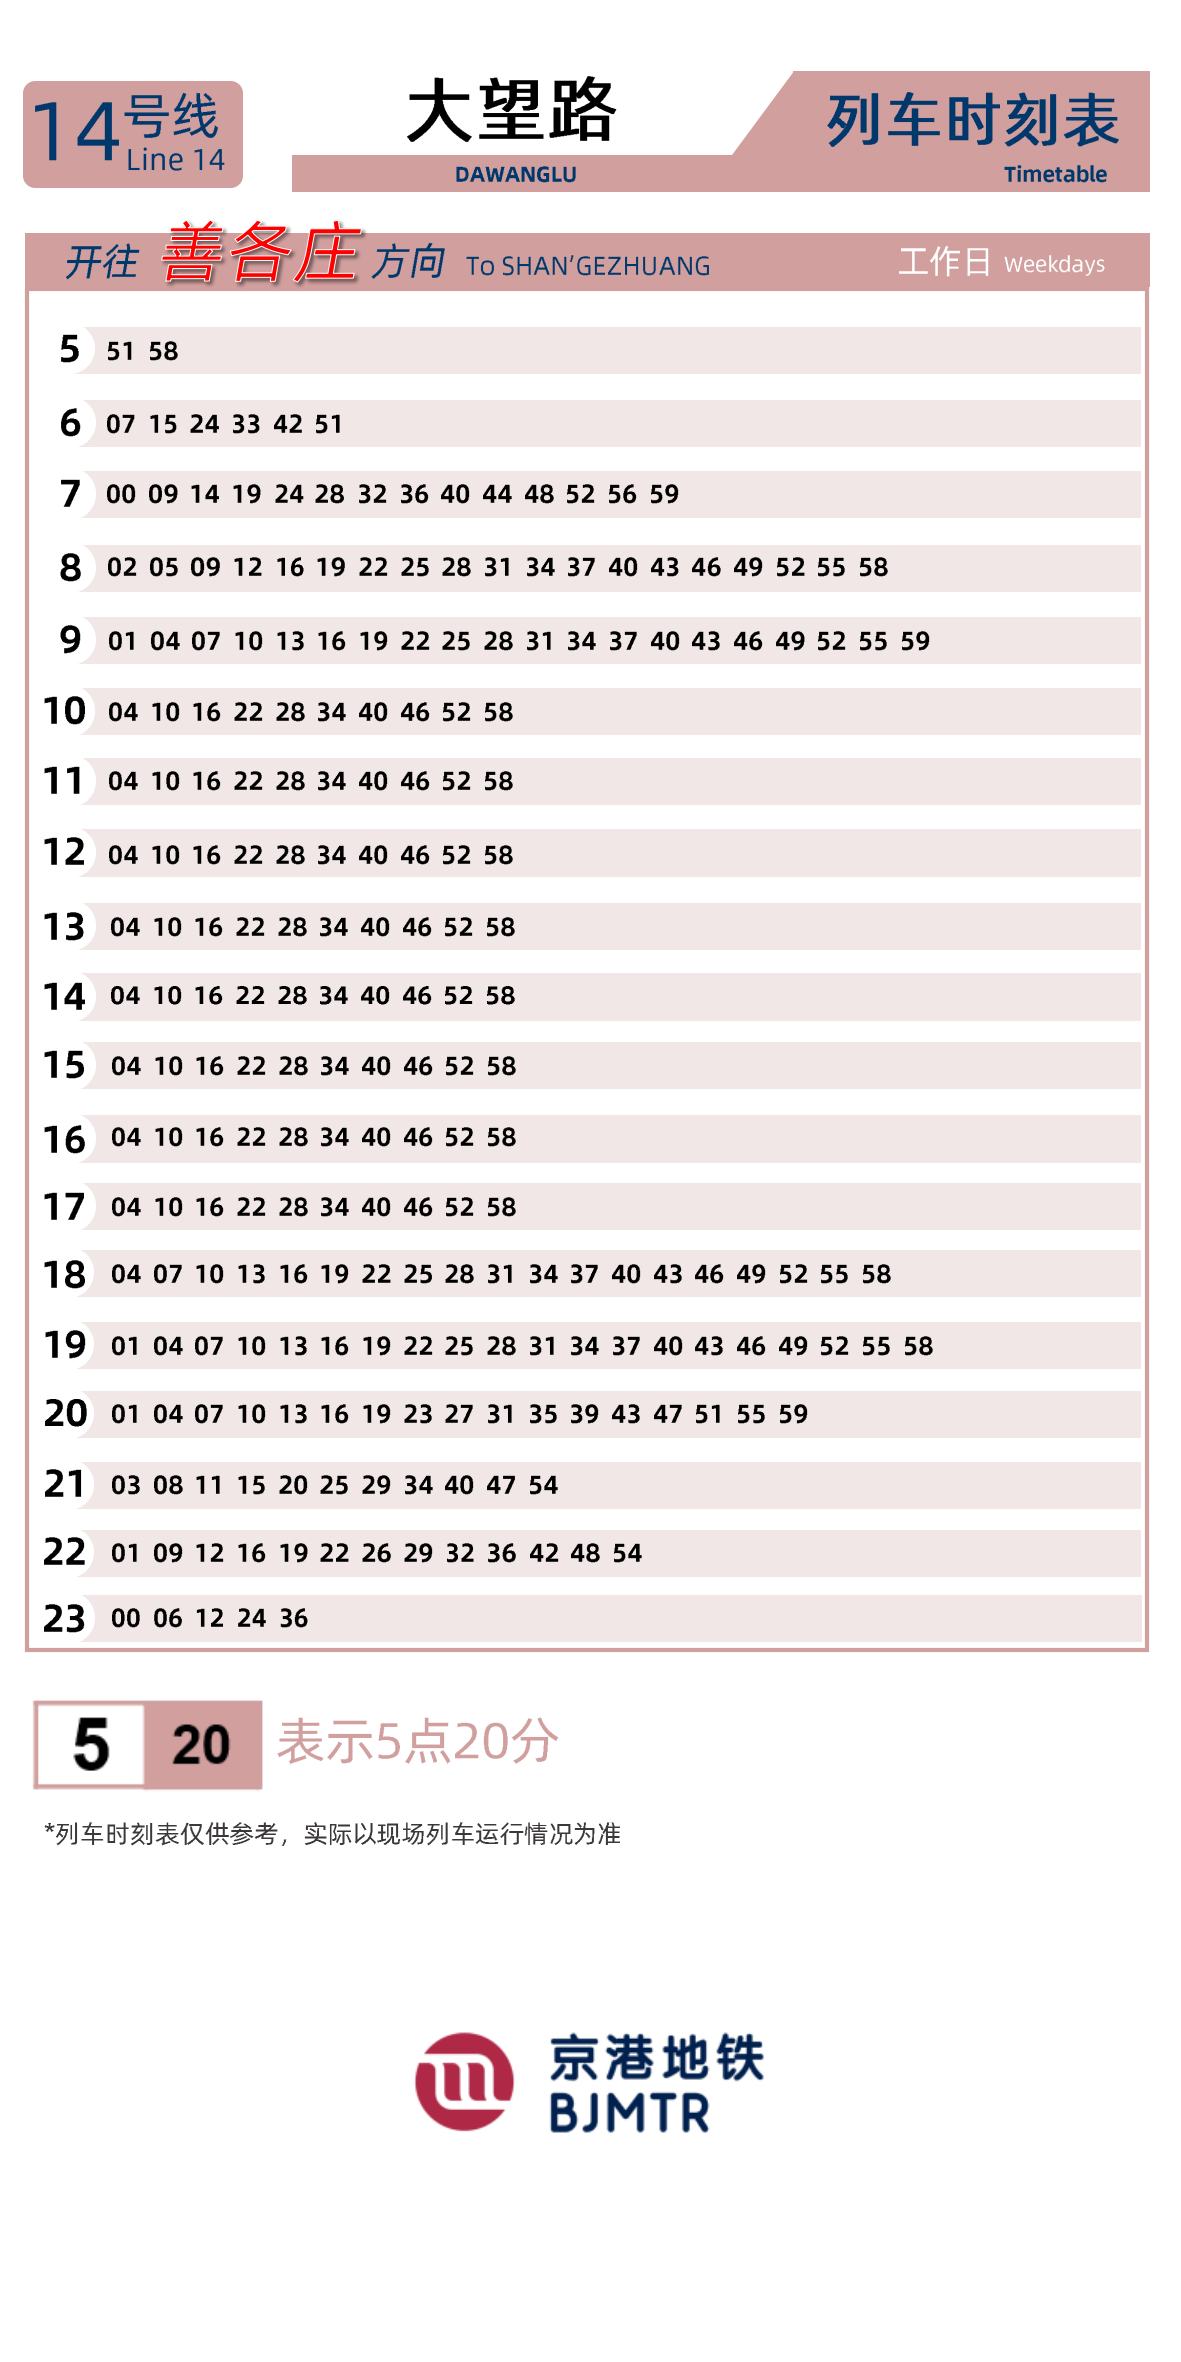 14号线
Line 14
大望路
DAWANGLU
列车时刻表
Timetable
开往 善各庄 方向 To SHAN’GEZHUANG 工作日 Weekdays
5 51 58
6 07 15 24 33 42 51
7 00 09 14 19 24 28 32 36 40 44 48 52 56 59
8 02 05 09 12 16 19 22 25 28 31 34 37 40 43 46 49 52 55 58
9 01 04 07 10 13 16 19 22 25 28 31 34 37 40 43 46 49 52 55 59
10 04 10 16 22 28 34 40 46 52 58
11 04 10 16 22 28 34 40 46 52 58
12 04 10 16 22 28 34 40 46 52 58
13 04 10 16 22 28 34 40 46 52 58
14 04 10 16 22 28 34 40 46 52 58
15 04 10 16 22 28 34 40 46 52 58
16 04 10 16 22 28 34 40 46 52 58
17 04 10 16 22 28 34 40 46 52 58
18 04 07 10 13 16 19 22 25 28 31 34 37 40 43 46 49 52 55 58
19 01 04 07 10 13 16 19 22 25 28 31 34 37 40 43 46 49 52 55 58
20 01 04 07 10 13 16 19 23 27 31 35 39 43 47 51 55 59
21 03 08 11 15 20 25 29 34 40 47 54
22 01 09 12 16 19 22 26 29 32 36 42 48 54
23 00 06 12 24 36
5 20 表示5点20分
*列车时刻表仅供参考，实际以现场列车运行情况为准
京港地铁
BJMTR